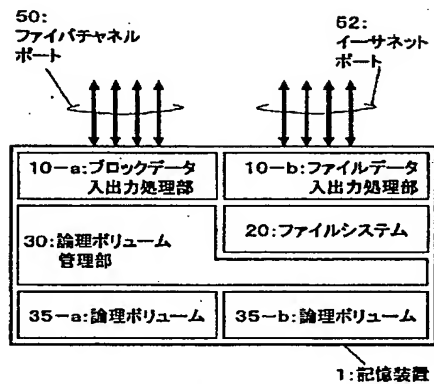 50:
ファイバチャネル
ポート
52:
イーサネット
ポート
10-a:ブロックデータ
入出力処理部
10-b:ファイルデータ
入出力処理部
30:論理ボリューム
管理部
20:ファイルシステム
35-a:論理ボリューム
35-b:論理ボリューム
1:記憶装置